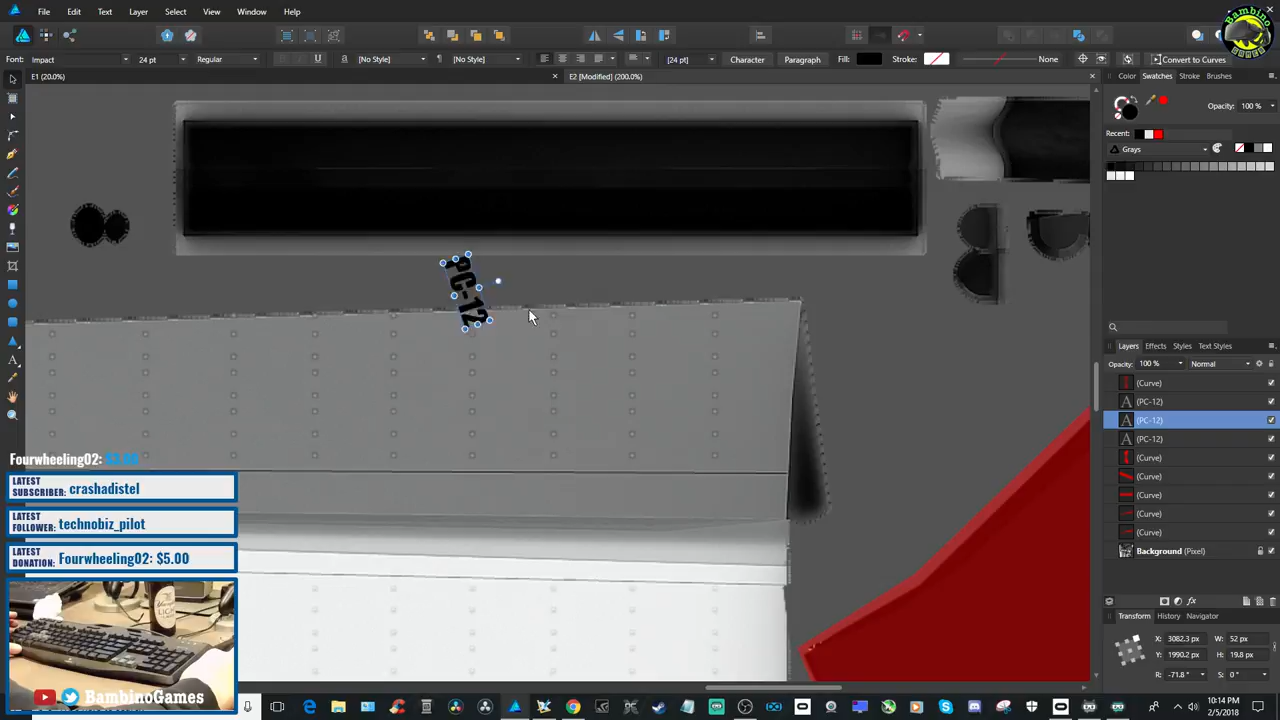 File Edit Text Layer Select View Window Help
Bambino
Font: Impact 24 pt Regular B I U [No Style] [No Style] [24 pt] Character Paragraph Fill: Stroke: None Convert to Curves
E1 (20.0%) E2 [Modified] (200.0%)
Color Swatches Stroke Brushes
Opacity: 100 %
Recent:
Grays
PC-12
Layers Effects Styles Text Styles
Opacity: 100 % Normal
(Curve)
(PC-12)
(PC-12)
(PC-12)
(Curve)
(Curve)
(Curve)
(Curve)
(Curve)
Background (Pixel)
Transform History Navigator
X: 3082.3 px W: 52 px
Y: 1990.2 px H: 19.8 px
R: -71.8 ° S: 0 °
Fourwheeling02: $3.00
LATEST SUBSCRIBER: crashadistel
LATEST FOLLOWER: technobiz_pilot
LATEST DONATION: Fourwheeling02: $5.00
BambinoGames
10:14 PM
2/5/2018